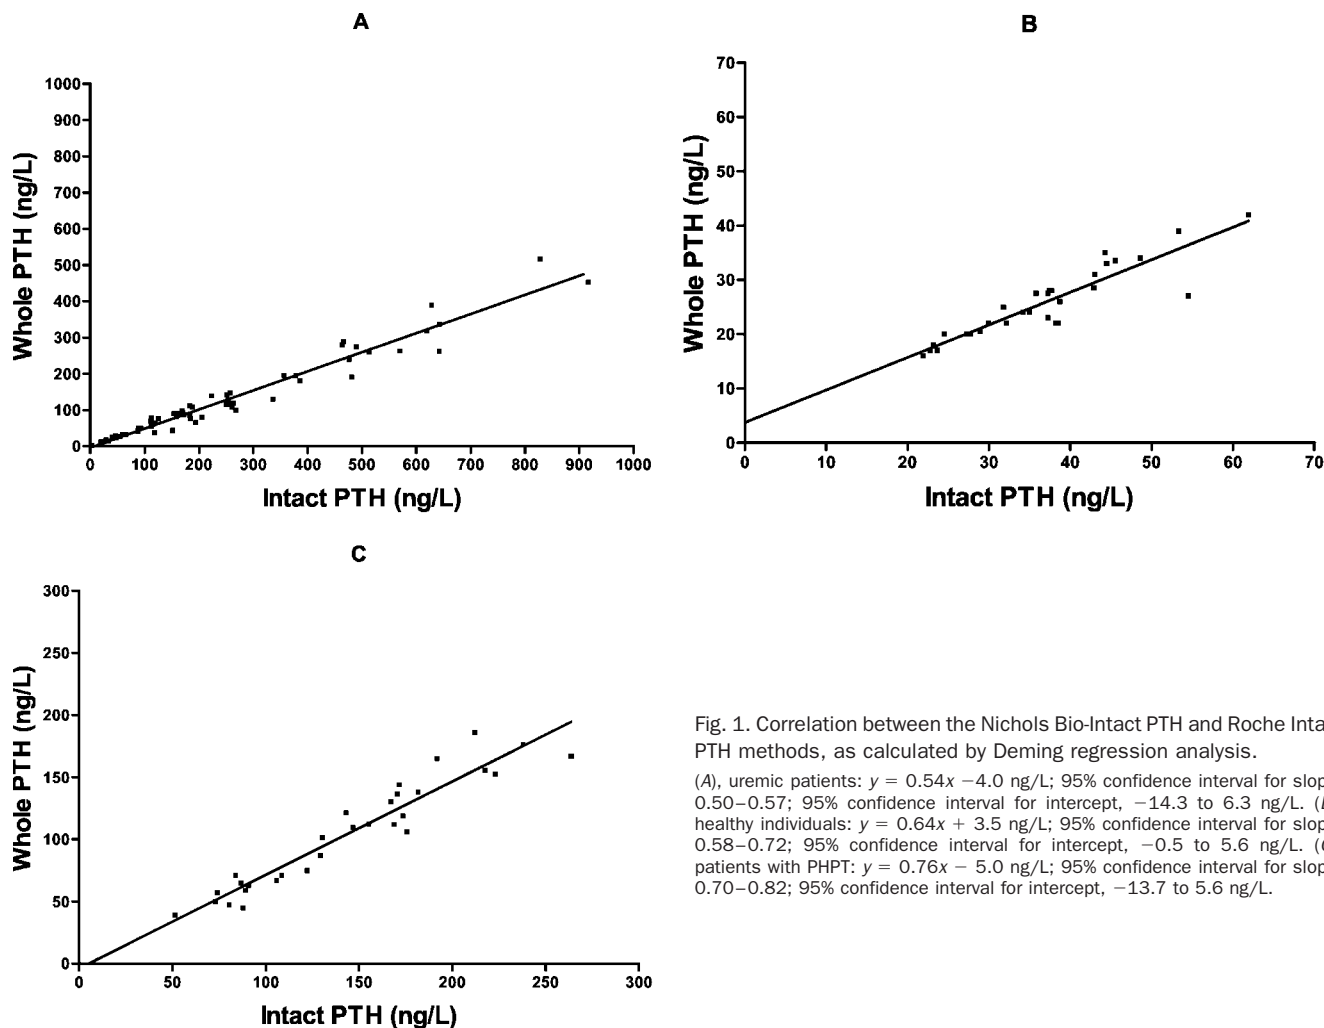 A
1000
900
800
700
600
500
400
300
200
100
0
Whole PTH (ng/L)
0 100 200 300 400 500 600 700 800 900 1000
Intact PTH (ng/L)
B
70
60
50
40
30
20
10
0
Whole PTH (ng/L)
0 10 20 30 40 50 60 70
Intact PTH (ng/L)
C
300
250
200
150
100
50
0
Whole PTH (ng/L)
0 50 100 150 200 250 300
Intact PTH (ng/L)
Fig. 1. Correlation between the Nichols Bio-Intact PTH and Roche Inta
PTH methods, as calculated by Deming regression analysis.
(A), uremic patients: y = 0.54x −4.0 ng/L; 95% confidence interval for slop
0.50–0.57; 95% confidence interval for intercept, −14.3 to 6.3 ng/L. (
healthy individuals: y = 0.64x + 3.5 ng/L; 95% confidence interval for slop
0.58–0.72; 95% confidence interval for intercept, −0.5 to 5.6 ng/L. (
patients with PHPT: y = 0.76x − 5.0 ng/L; 95% confidence interval for slop
0.70–0.82; 95% confidence interval for intercept, −13.7 to 5.6 ng/L.